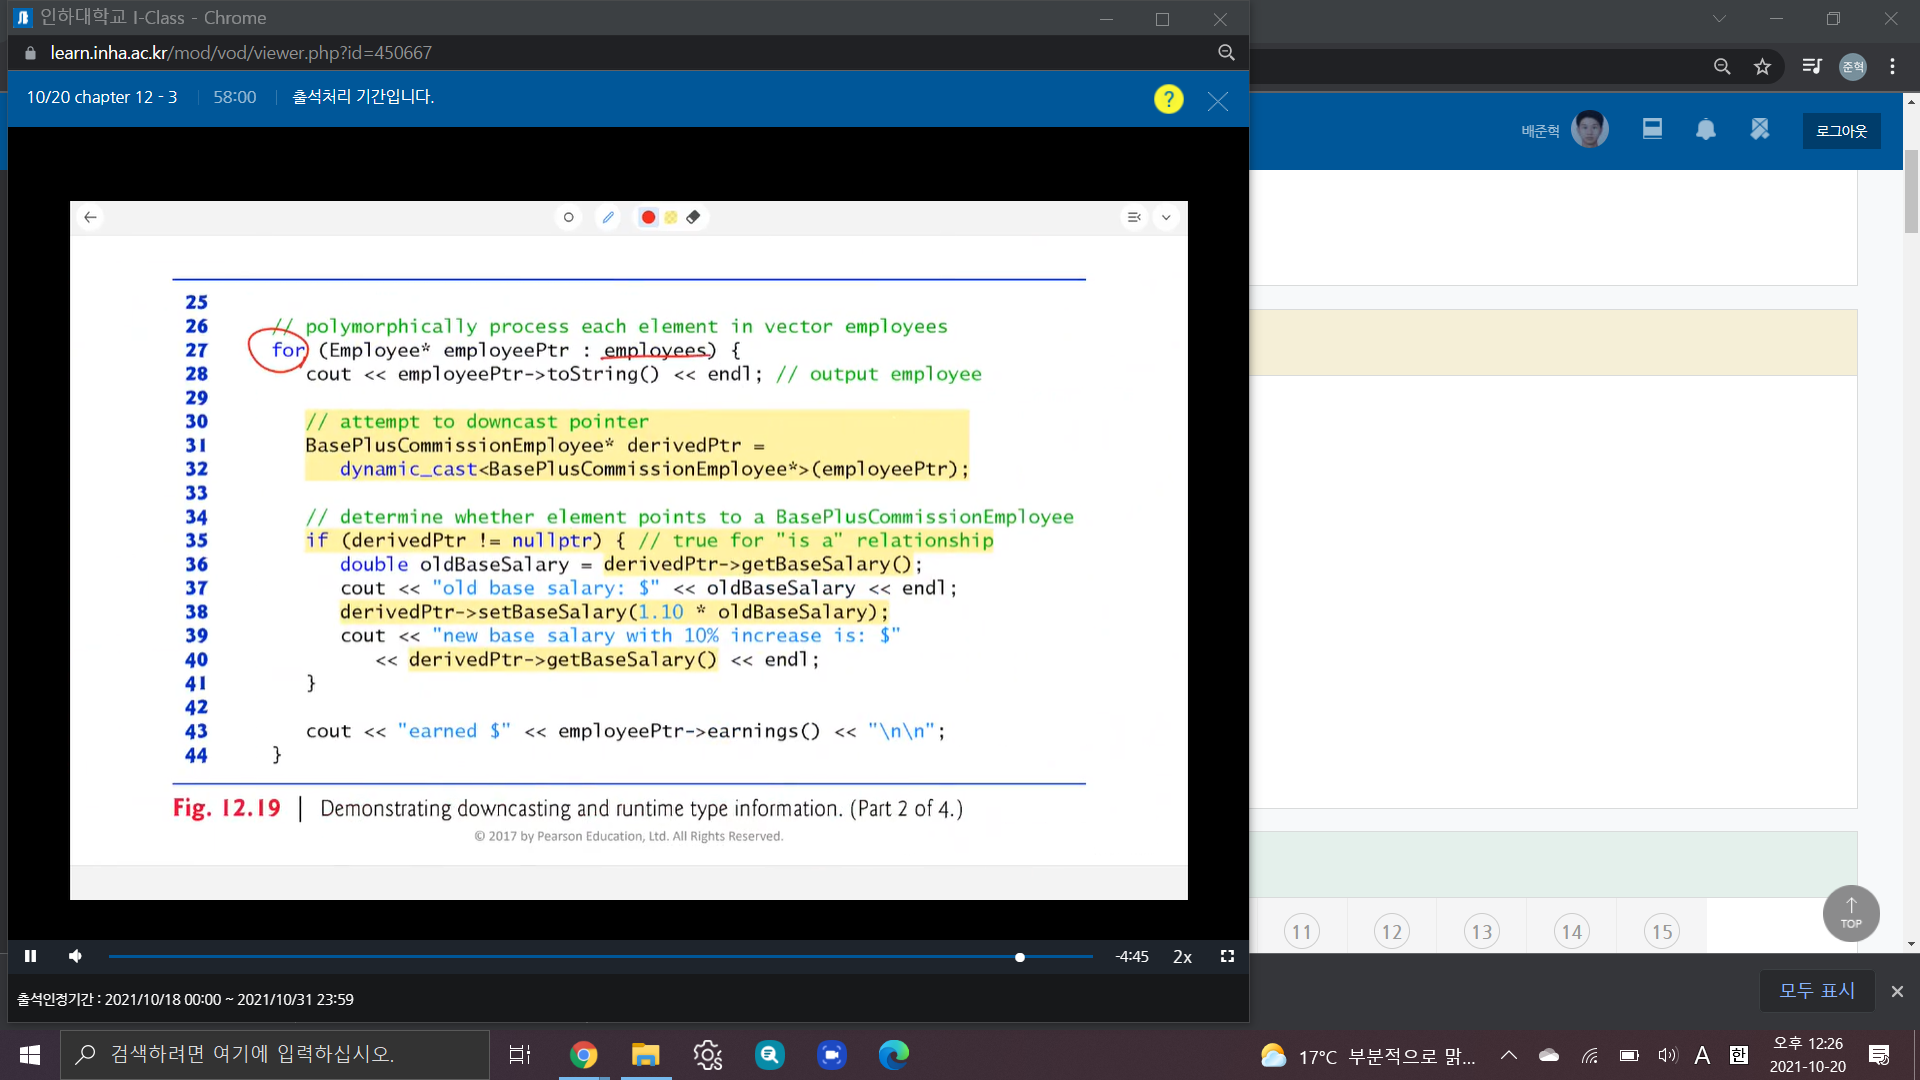 인하대학교 I-Class - Chrome
learn.inha.ac.kr/mod/vod/viewer.php?id=450667
준혁
10/20 chapter 12 - 3 58:00 출석처리 기간입니다.
?
배준혁
로그아웃
25
26 // polymorphically process each element in vector employees
27 for (Employee* employeePtr : employees) {
28 cout << employeePtr->toString() << endl; // output employee
29
30 // attempt to downcast pointer
31 BasePlusCommissionEmployee* derivedPtr =
32 dynamic_cast<BasePlusCommissionEmployee*>(employeePtr);
33
34 // determine whether element points to a BasePlusCommissionEmployee
35 if (derivedPtr != nullptr) { // true for "is a" relationship
36 double oldBaseSalary = derivedPtr->getBaseSalary();
37 cout << "old base salary: $" << oldBaseSalary << endl;
38 derivedPtr->setBaseSalary(1.10 * oldBaseSalary);
39 cout << "new base salary with 10% increase is: $"
40 << derivedPtr->getBaseSalary() << endl;
41 }
42
43 cout << "earned $" << employeePtr->earnings() << "\n\n";
44 }
Fig. 12.19 | Demonstrating downcasting and runtime type information. (Part 2 of 4.)
© 2017 by Pearson Education, Ltd. All Rights Reserved.
11 12 13 14 15
TOP
-4:45 2x
출석인정기간 : 2021/10/18 00:00 ~ 2021/10/31 23:59
모두 표시
검색하려면 여기에 입력하십시오.
17°C 부분적으로 맑...
A 한
오후 12:26
2021-10-20